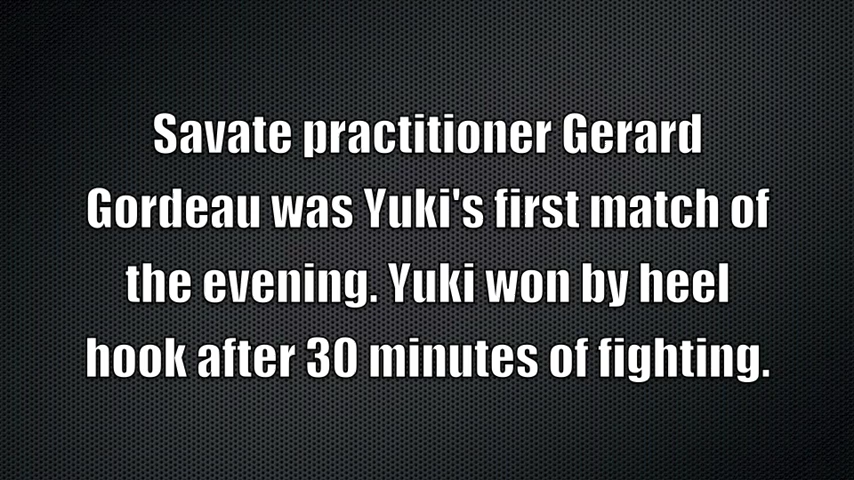 Savate practitioner Gerard
Gordeau was Yuki's first match of
the evening. Yuki won by heel
hook after 30 minutes of fighting.